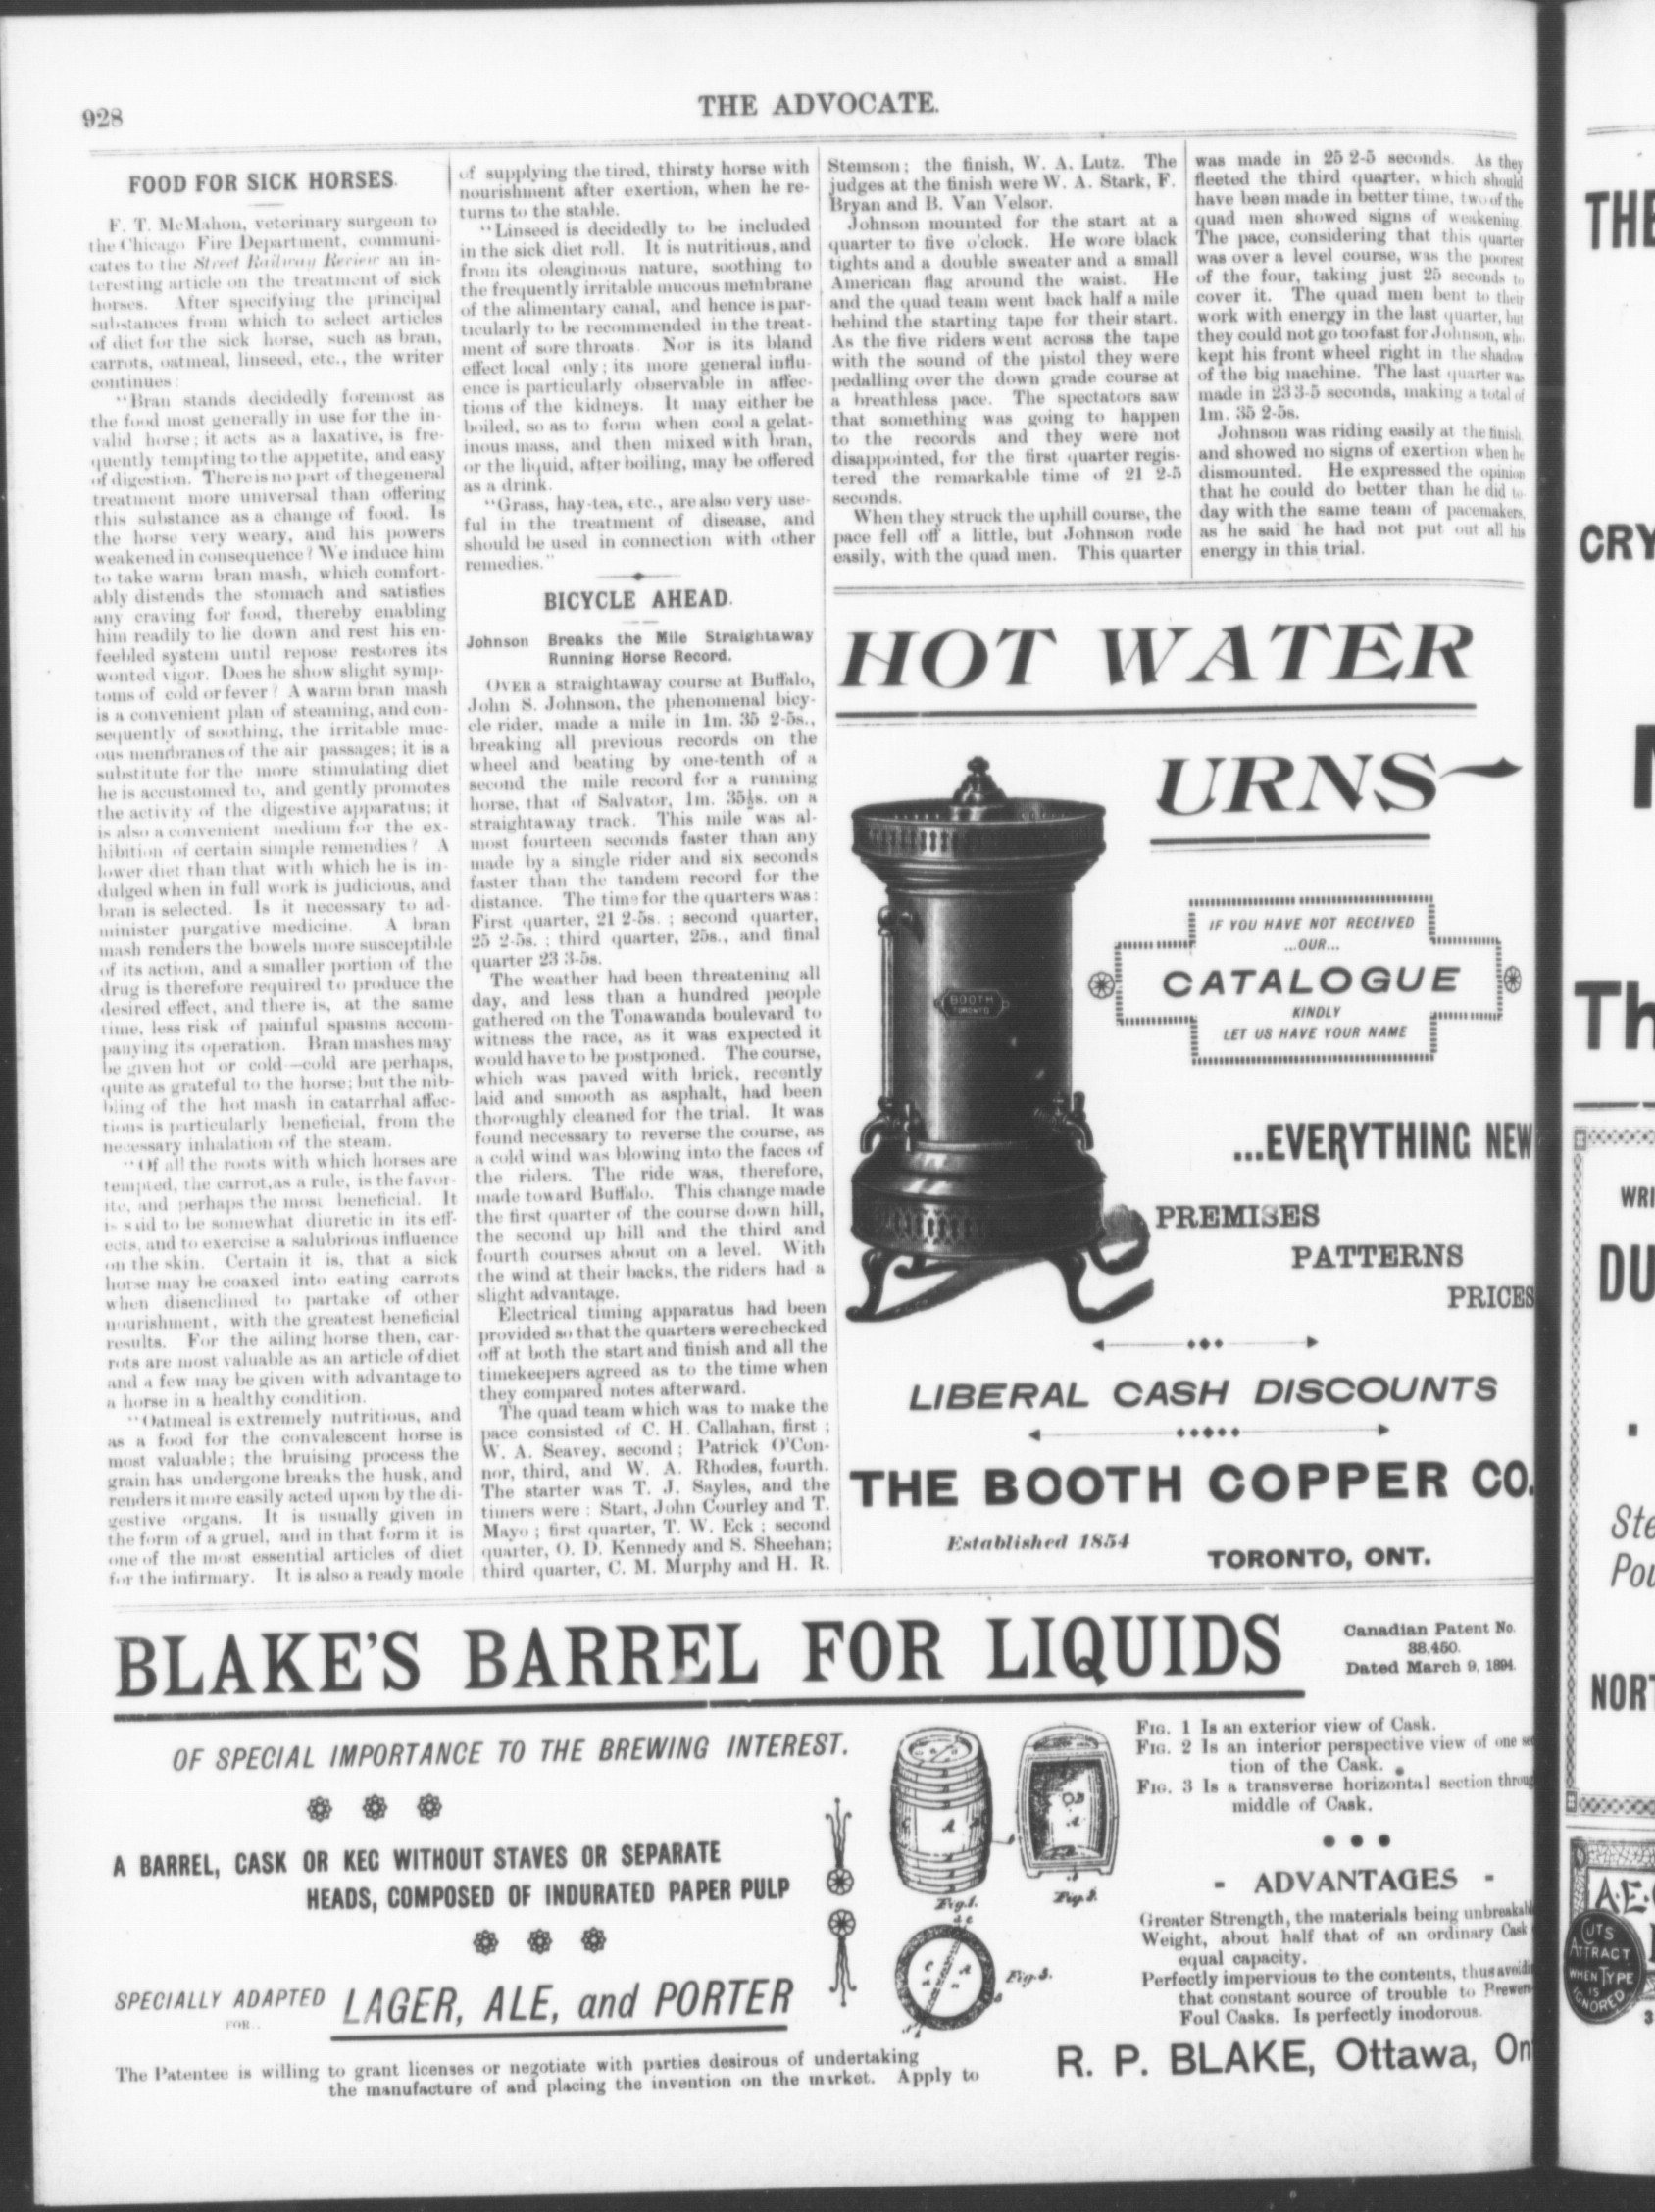 928
THE ADVOCATE.
FOOD FOR SICK HORSES.
F. T. McMahon, veterinary surgeon to
the Chicago Fire Department, communi-
cates to the Street Railway Review an in-
teresting article on the treatment of sick
horses. After specifying the principal
substances from which to select articles
of diet for the sick horse, such as bran,
carrots, oatmeal, linseed, etc., the writer
continues:
"Bran stands decidedly foremost as
the food most generally in use for the in-
valid horse; it acts as a laxative, is fre-
quently tempting to the appetite, and easy
of digestion. There is no part of the general
treatment more universal than offering
this substance as a change of food. Is
the horse very weary, and his powers
weakened in consequence? We induce him
to take warm bran mash, which comfort-
ably distends the stomach and satisfies
any craving for food, thereby enabling
him readily to lie down and rest his en-
feebled system until repose restores its
wonted vigor. Does he show slight symp-
toms of cold or fever? A warm bran mash
is a convenient plan of steaming, and con-
sequently of soothing, the irritable muc-
ous membranes of the air passages; it is a
substitute for the more stimulating diet
he is accustomed to, and gently promotes
the activity of the digestive apparatus; it
is also a convenient medium for the ex-
hibition of certain simple remendies? A
lower diet than that with which he is in-
dulged when in full work is judicious, and
bran is selected. Is it necessary to ad-
minister purgative medicine. A bran
mash renders the bowels more susceptible
of its action, and a smaller portion of the
drug is therefore required to produce the
desired effect, and there is, at the same
time, less risk of painful spasms accom-
panying its operation. Bran mashes may
be given hot or cold—cold are perhaps,
quite as grateful to the horse; but the nib-
bling of the hot mash in catarrhal affec-
tions is particularly beneficial, from the
necessary inhalation of the steam.
"Of all the roots with which horses are
tempted, the carrot, as a rule, is the favor-
ite, and perhaps the most beneficial. It
is said to be somewhat diuretic in its eff-
ects, and to exercise a salubrious influence
on the skin. Certain it is, that a sick
horse may be coaxed into eating carrots
when disenclined to partake of other
nourishment, with the greatest beneficial
results. For the ailing horse then, car-
rots are most valuable as an article of diet
and a few may be given with advantage to
a horse in a healthy condition.
"Oatmeal is extremely nutritious, and
as a food for the convalescent horse is
most valuable; the bruising process the
grain has undergone breaks the husk, and
renders it more easily acted upon by the di-
gestive organs. It is usually given in
the form of a gruel, and in that form it is
one of the most essential articles of diet
for the infirmary. It is also a ready mode
of supplying the tired, thirsty horse with
nourishment after exertion, when he re-
turns to the stable.
"Linseed is decidedly to be included
in the sick diet roll. It is nutritious, and
from its oleaginous nature, soothing to
the frequently irritable mucous membrane
of the alimentary canal, and hence is par-
ticularly to be recommended in the treat-
ment of sore throats. Nor is its bland
effect local only; its more general influ-
ence is particularly observable in affec-
tions of the kidneys. It may either be
boiled, so as to form when cool a gelat-
inous mass, and then mixed with bran,
or the liquid, after boiling, may be offered
as a drink.
"Grass, hay-tea, etc., are also very use-
ful in the treatment of disease, and
should be used in connection with other
remedies."
BICYCLE AHEAD.
Johnson Breaks the Mile Straightaway
Running Horse Record.
OVER a straightaway course at Buffalo,
John S. Johnson, the phenomenal bicy-
cle rider, made a mile in 1m. 35 2-5s.,
breaking all previous records on the
wheel and beating by one-tenth of a
second the mile record for a running
horse, that of Salvator, 1m. 35½s. on a
straightaway track. This mile was al-
most fourteen seconds faster than any
made by a single rider and six seconds
faster than the tandem record for the
distance. The time for the quarters was:
First quarter, 21 2-5s. ; second quarter,
25 2-5s. ; third quarter, 25s., and final
quarter 23 3-5s.
The weather had been threatening all
day, and less than a hundred people
gathered on the Tonawanda boulevard to
witness the race, as it was expected it
would have to be postponed. The course,
which was paved with brick, recently
laid and smooth as asphalt, had been
thoroughly cleaned for the trial. It was
found necessary to reverse the course, as
a cold wind was blowing into the faces of
the riders. The ride was, therefore,
made toward Buffalo. This change made
the first quarter of the course down hill,
the second up hill and the third and
fourth courses about on a level. With
the wind at their backs, the riders had a
slight advantage.
Electrical timing apparatus had been
provided so that the quarters were checked
off at both the start and finish and all the
timekeepers agreed as to the time when
they compared notes afterward.
The quad team which was to make the
pace consisted of C. H. Callahan, first ;
W. A. Seavey, second ; Patrick O'Con-
nor, third, and W. A. Rhodes, fourth.
The starter was T. J. Sayles, and the
timers were : Start, John Courley and T.
Mayo ; first quarter, T. W. Eck ; second
quarter, O. D. Kennedy and S. Sheehan;
third quarter, C. M. Murphy and H. R.
Stemson; the finish, W. A. Lutz. The
judges at the finish were W. A. Stark, F.
Bryan and B. Van Velsor.
Johnson mounted for the start at a
quarter to five o'clock. He wore black
tights and a double sweater and a small
American flag around the waist. He
and the quad team went back half a mile
behind the starting tape for their start.
As the five riders went across the tape
with the sound of the pistol they were
pedalling over the down grade course at
a breathless pace. The spectators saw
that something was going to happen
to the records and they were not
disappointed, for the first quarter regis-
tered the remarkable time of 21 2-5
seconds.
When they struck the uphill course, the
pace fell off a little, but Johnson rode
easily, with the quad men. This quarter
was made in 25 2-5 seconds. As they
fleeted the third quarter, which should
have been made in better time, two of the
quad men showed signs of weakening.
The pace, considering that this quarter
was over a level course, was the poorest
of the four, taking just 25 seconds to
cover it. The quad men bent to their
work with energy in the last quarter, but
they could not go too fast for Johnson, who
kept his front wheel right in the shadow
of the big machine. The last quarter was
made in 23 3-5 seconds, making a total of
1m. 35 2-5s.
Johnson was riding easily at the finish,
and showed no signs of exertion when he
dismounted. He expressed the opinion
that he could do better than he did to-
day with the same team of pacemakers,
as he said he had not put out all his
energy in this trial.
HOT WATER
URNS
BOOTH
TORONTO
IF YOU HAVE NOT RECEIVED
...OUR...
CATALOGUE
KINDLY
LET US HAVE YOUR NAME
...EVERYTHING NEW
PREMISES
PATTERNS
PRICES
LIBERAL CASH DISCOUNTS
THE BOOTH COPPER CO.
Established 1854
TORONTO, ONT.
BLAKE'S BARREL FOR LIQUIDS
Canadian Patent No.
38,450.
Dated March 9, 1894.
OF SPECIAL IMPORTANCE TO THE BREWING INTEREST.
A BARREL, CASK OR KEG WITHOUT STAVES OR SEPARATE
HEADS, COMPOSED OF INDURATED PAPER PULP
SPECIALLY ADAPTED
FOR..
LAGER, ALE, and PORTER
The Patentee is willing to grant licenses or negotiate with parties desirous of undertaking
the manufacture of and placing the invention on the market. Apply to
Fig.1.
Fig.2.
Fig.3.
FIG. 1 Is an exterior view of Cask.
FIG. 2 Is an interior perspective view of one sec
tion of the Cask.
FIG. 3 Is a transverse horizontal section throug
middle of Cask.
- ADVANTAGES -
Greater Strength, the materials being unbreakabl
Weight, about half that of an ordinary Cask
equal capacity.
Perfectly impervious to the contents, thus avoidi
that constant source of trouble to Brewers
Foul Casks. Is perfectly inodorous.
R. P. BLAKE, Ottawa, On
THE
CRY
Th
WRI
DU
Ste
Pou
NORT
A.E.
CUTS
ATTRACT
WHEN TYPE
IS
IGNORED
3